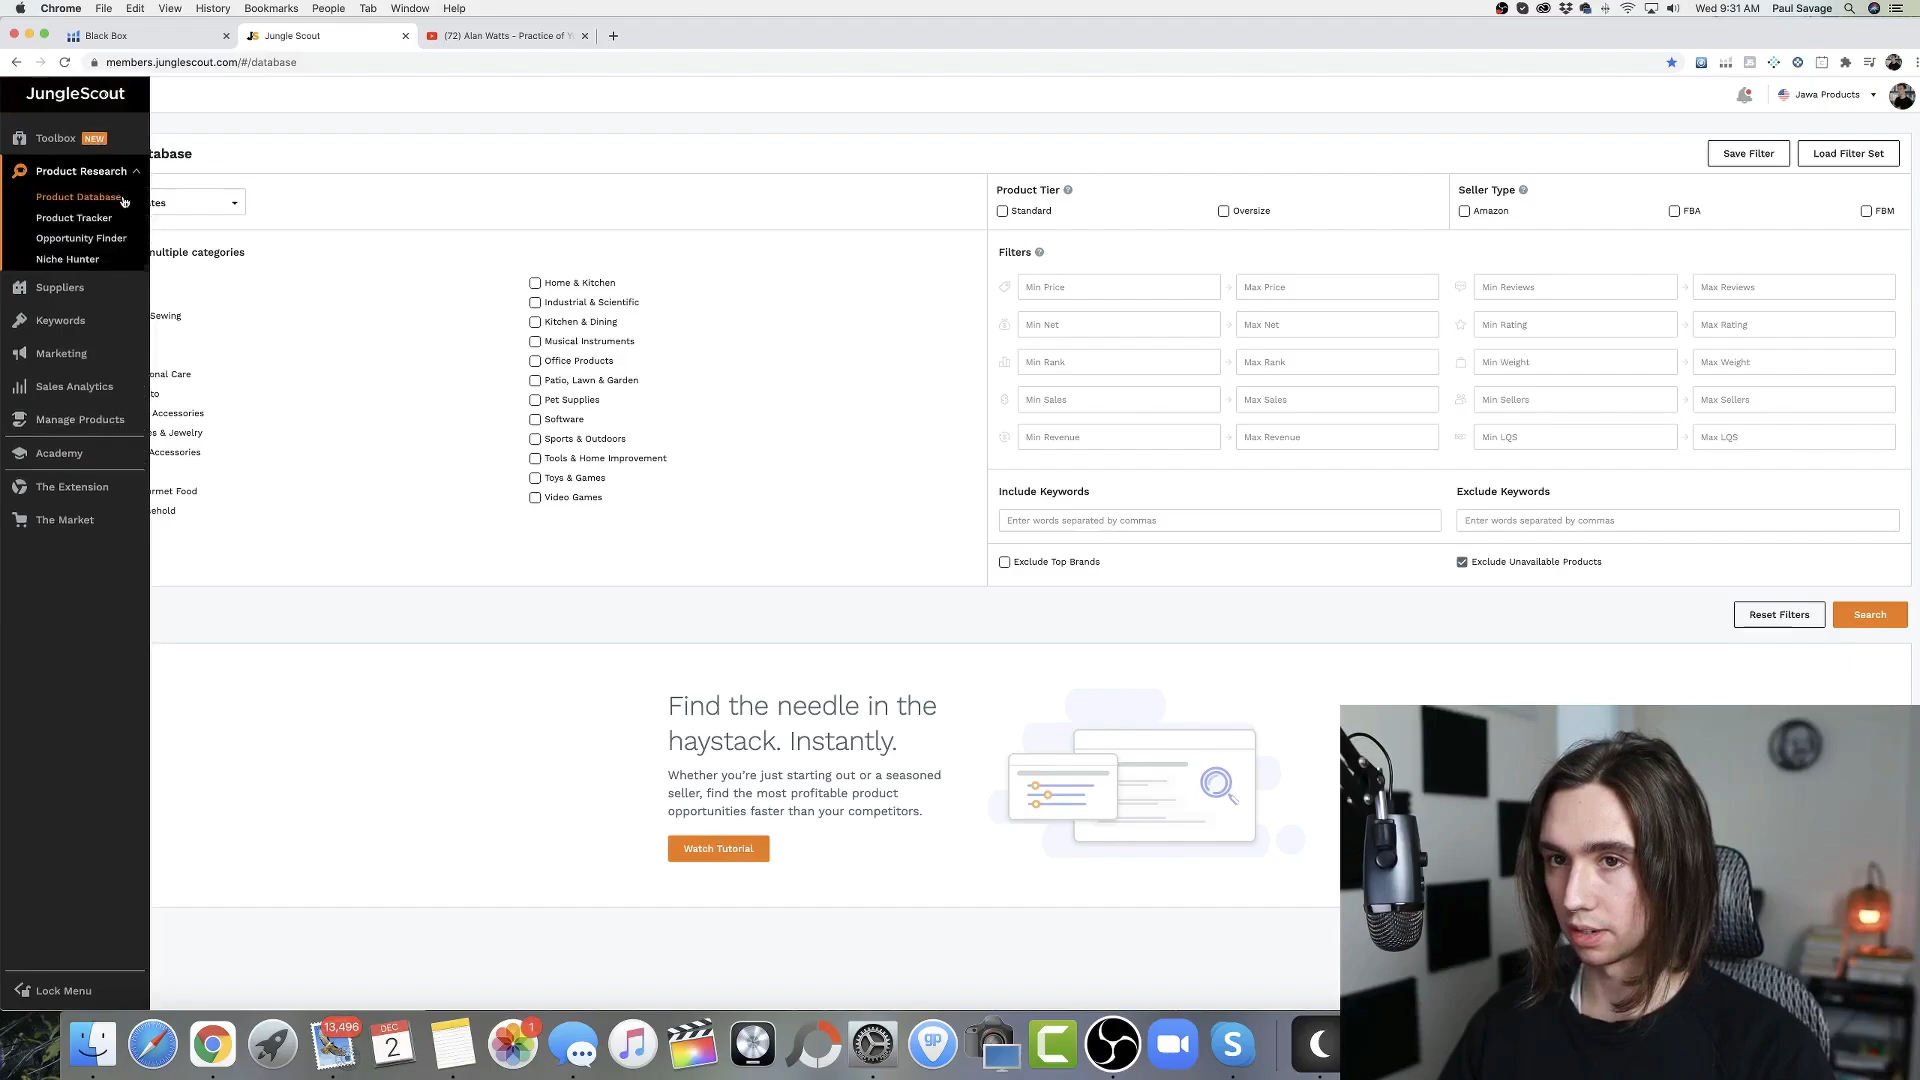 Chrome File Edit View History Bookmarks People Tab Window Help
Wed 9:31 AM Paul Savage
Black Box
Jungle Scout
(72) Alan Watts - Practice of Y
members.junglescout.com/#/database
JungleScout
Jawa Products
Toolbox NEW
Product Research
Product Database
Product Tracker
Opportunity Finder
Niche Hunter
Suppliers
Keywords
Marketing
Sales Analytics
Manage Products
Academy
The Extension
The Market
Lock Menu
tabase
Save Filter
Load Filter Set
tes
Product Tier
Standard
Oversize
Seller Type
Amazon
FBA
FBM
multiple categories
Sewing
onal Care
to
Accessories
es & Jewelry
Accessories
rmet Food
sehold
Home & Kitchen
Industrial & Scientific
Kitchen & Dining
Musical Instruments
Office Products
Patio, Lawn & Garden
Pet Supplies
Software
Sports & Outdoors
Tools & Home Improvement
Toys & Games
Video Games
Filters
Min Price Max Price Min Reviews Max Reviews
Min Net Max Net Min Rating Max Rating
Min Rank Max Rank Min Weight Max Weight
Min Sales Max Sales Min Sellers Max Sellers
Min Revenue Max Revenue Min LQS Max LQS
Include Keywords
Enter words separated by commas
Exclude Keywords
Enter words separated by commas
Exclude Top Brands
Exclude Unavailable Products
Reset Filters
Search
Find the needle in the
haystack. Instantly.
Whether you're just starting out or a seasoned
seller, find the most profitable product
opportunities faster than your competitors.
Watch Tutorial
13,496
DEC
2
1
gp
C
S